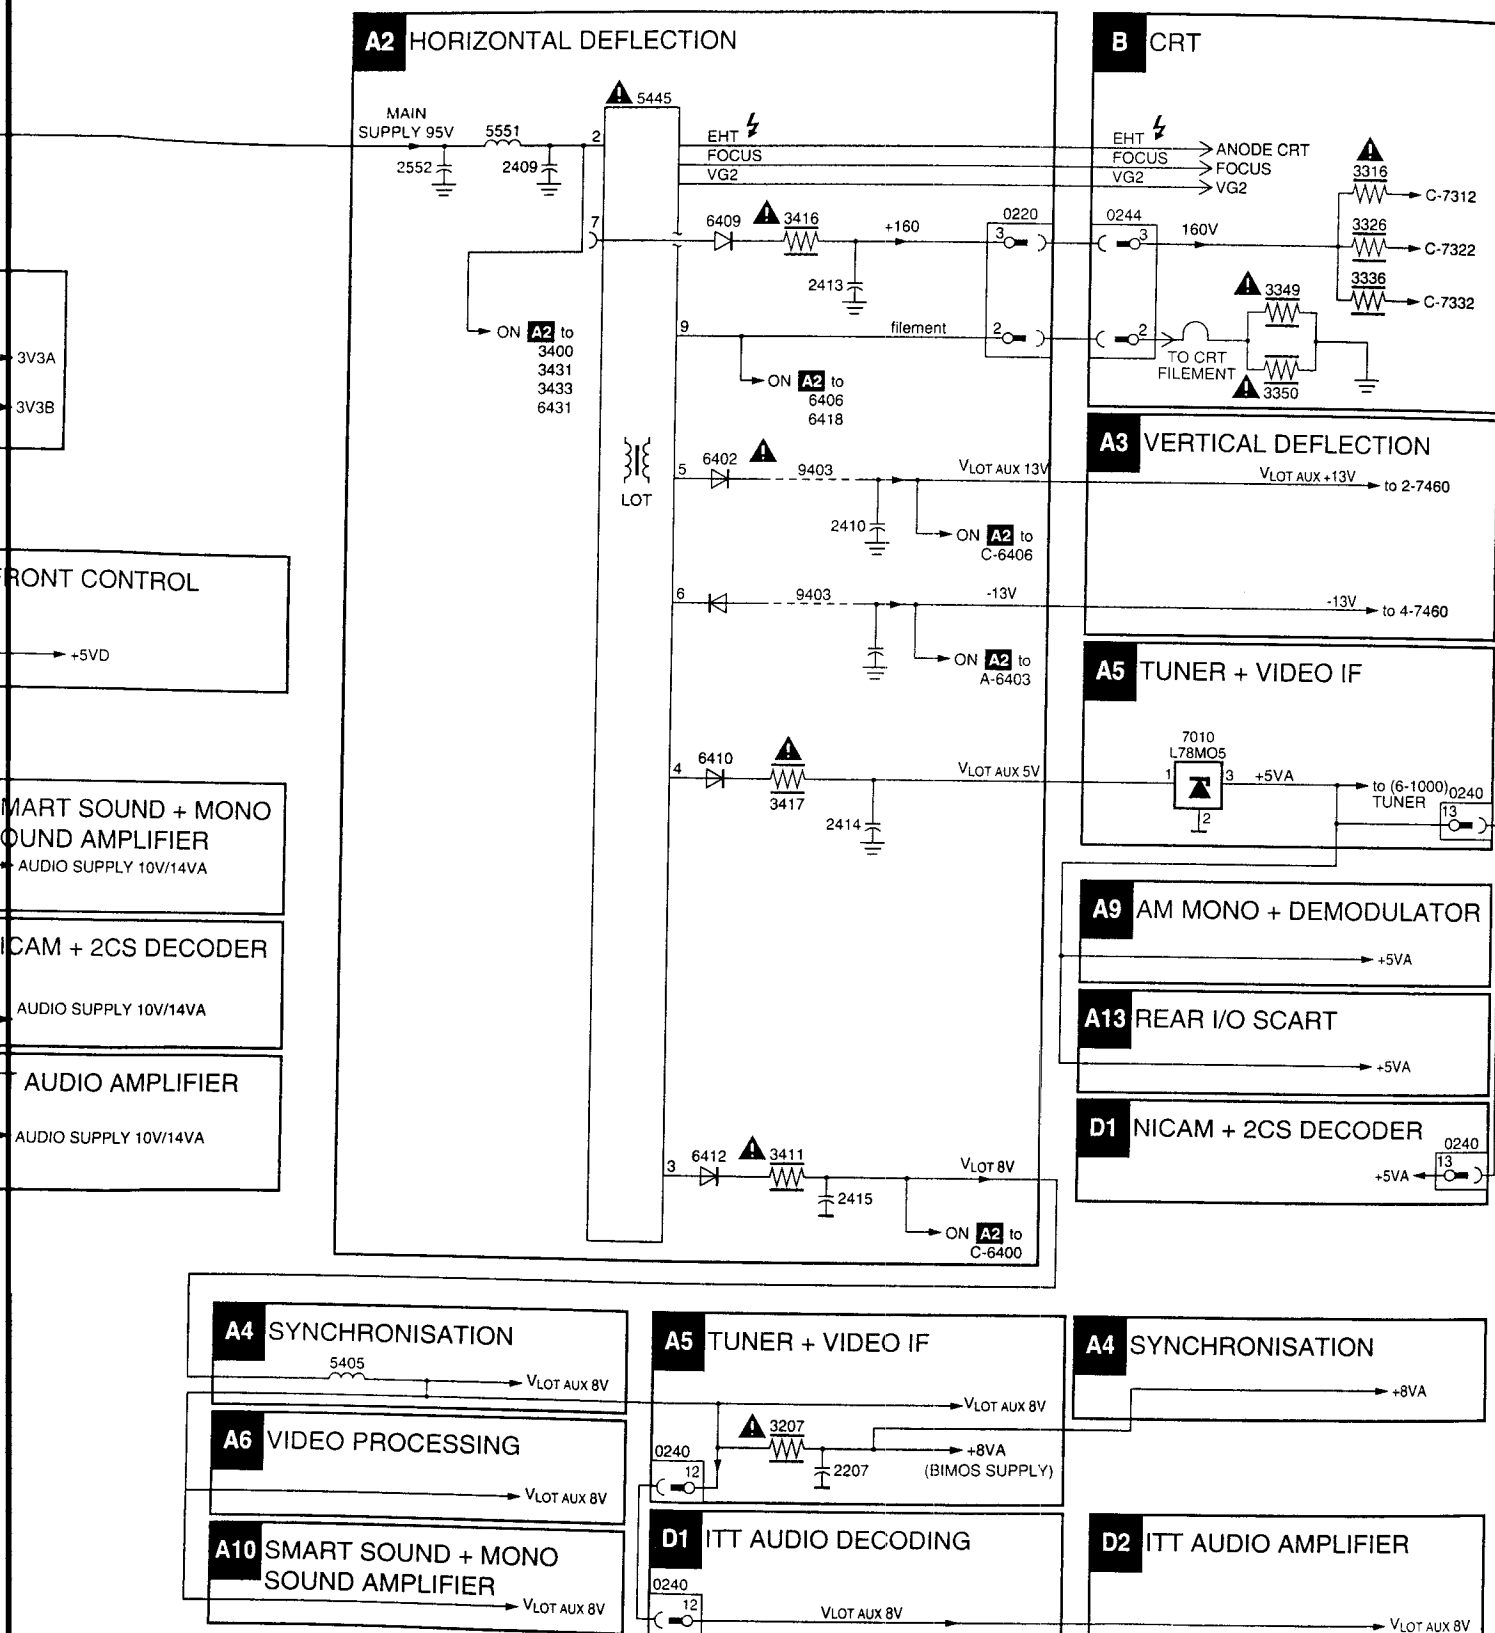 A2 HORIZONTAL DEFLECTION
MAIN
SUPPLY 95V
5551
2552
2409
5445
2
EHT
FOCUS
VG2
7
6409
3416
+160
2413
0220
3
ON A2 to
3400
3431
3433
6431
9
filement
2
ON A2 to
6406
6418
LOT
5
6402
9403
VLOT AUX 13V
2410
ON A2 to
C-6406
6
9403
-13V
ON A2 to
A-6403
4
6410
3417
VLOT AUX 5V
2414
3
6412
3411
VLOT 8V
2415
ON A2 to
C-6400
B CRT
EHT
ANODE CRT
FOCUS
FOCUS
VG2
VG2
0244
3
160V
3316
C-7312
3326
C-7322
3336
C-7332
2
TO CRT
FILEMENT
3349
3350
A3 VERTICAL DEFLECTION
VLOT AUX +13V
to 2-7460
-13V
to 4-7460
A5 TUNER + VIDEO IF
7010
L78MO5
1
3
2
+5VA
to (6-1000)
TUNER
0240
13
A9 AM MONO + DEMODULATOR
+5VA
A13 REAR I/O SCART
+5VA
D1 NICAM + 2CS DECODER
0240
13
+5VA
3V3A
3V3B
FRONT CONTROL
+5VD
MART SOUND + MONO
OUND AMPLIFIER
AUDIO SUPPLY 10V/14VA
ICAM + 2CS DECODER
AUDIO SUPPLY 10V/14VA
T AUDIO AMPLIFIER
AUDIO SUPPLY 10V/14VA
A4 SYNCHRONISATION
5405
VLOT AUX 8V
A6 VIDEO PROCESSING
VLOT AUX 8V
A10 SMART SOUND + MONO
SOUND AMPLIFIER
VLOT AUX 8V
A5 TUNER + VIDEO IF
VLOT AUX 8V
3207
0240
12
2207
+8VA
(BIMOS SUPPLY)
D1 ITT AUDIO DECODING
0240
12
VLOT AUX 8V
A4 SYNCHRONISATION
+8VA
D2 ITT AUDIO AMPLIFIER
VLOT AUX 8V